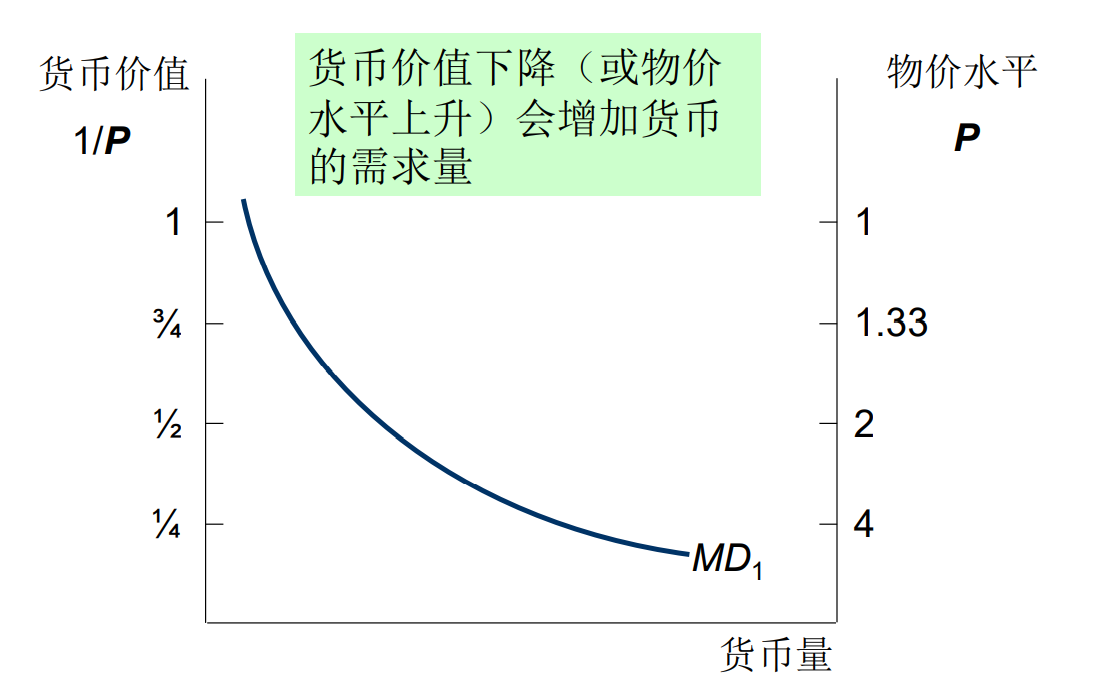 货币价值
1/P
货币价值下降（或物价
水平上升）会增加货币
的需求量
物价水平
P
1
¾
½
¼
1
1.33
2
4
MD₁
货币量